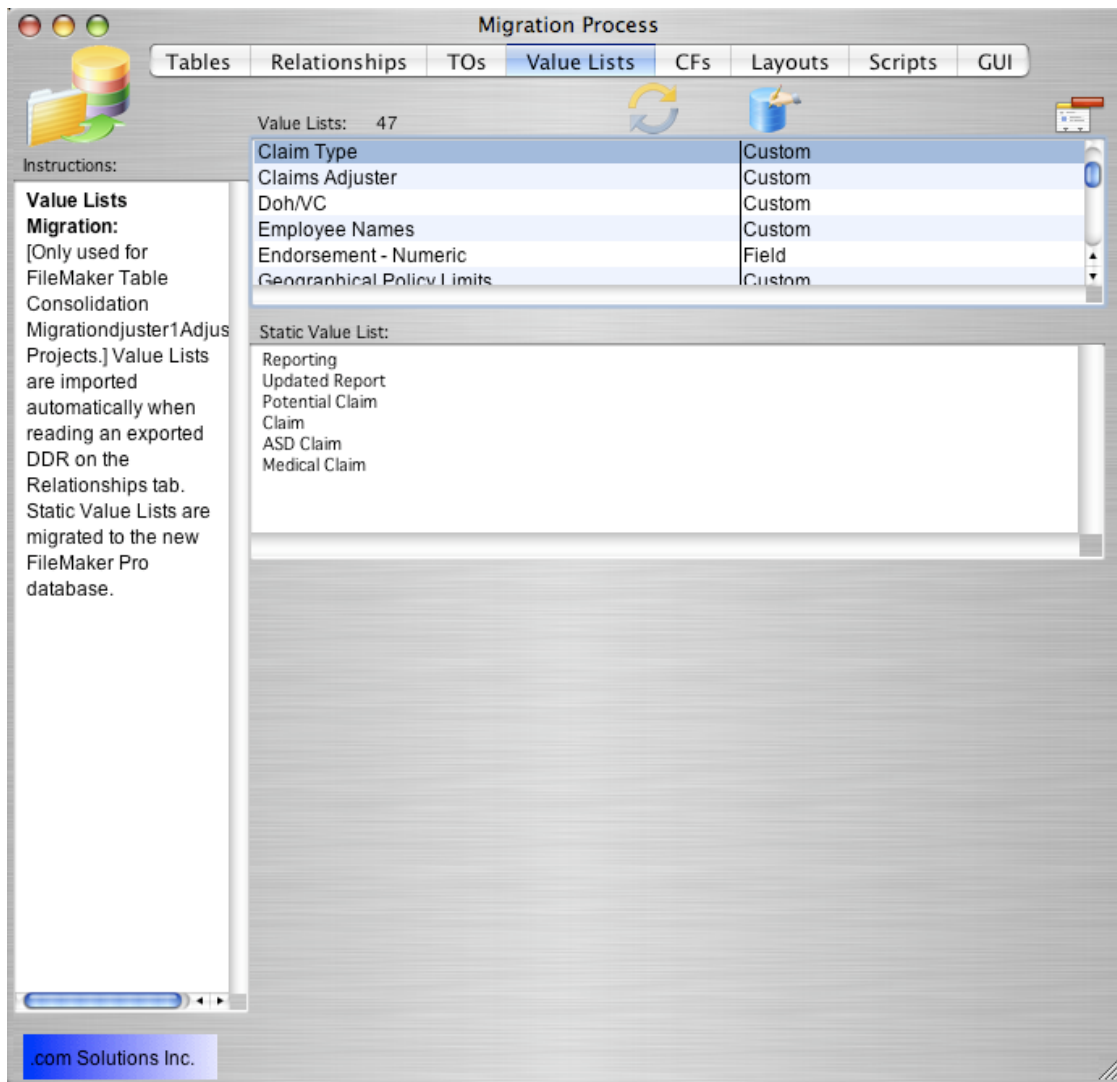 Migration Process
Tables Relationships TOs Value Lists CFs Layouts Scripts GUI
Value Lists: 47
Instructions:
Claim Type Custom
Claims Adjuster Custom
Doh/VC Custom
Employee Names Custom
Endorsement - Numeric Field
Geographical Policy Limits Custom
Value Lists
Migration:
[Only used for
FileMaker Table
Consolidation
Migrationdjuster1Adjus
Projects.] Value Lists
are imported
automatically when
reading an exported
DDR on the
Relationships tab.
Static Value Lists are
migrated to the new
FileMaker Pro
database.
Static Value List:
Reporting
Updated Report
Potential Claim
Claim
ASD Claim
Medical Claim
.com Solutions Inc.